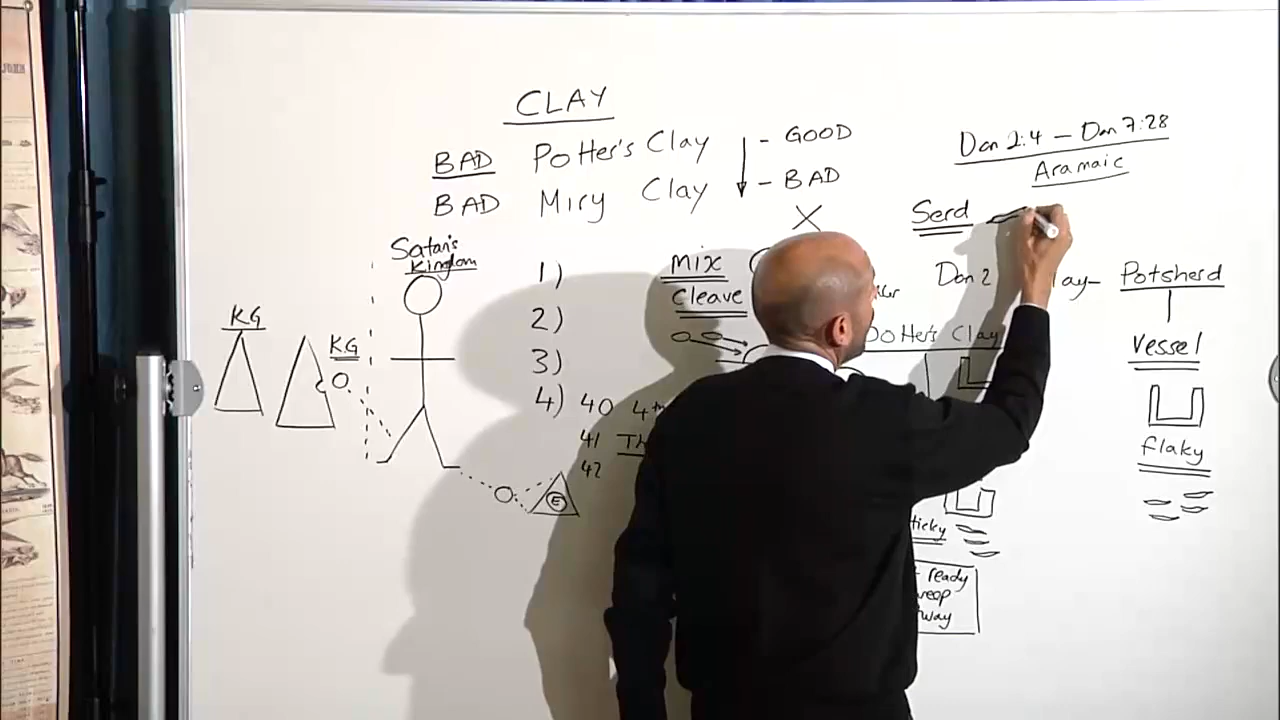 CLAY
BAD Potter's Clay - GOOD
BAD Miry Clay - BAD
Dan 2:4 - Dan 7:28
Aramaic
Serd
Satan's
Kingdom
KG
KG
1)
2)
3)
4) 40 4th
41
42
Mix
Cleave
Dan 2
Potsherd
Potter's Clay
Vessel
flaky
ready
E